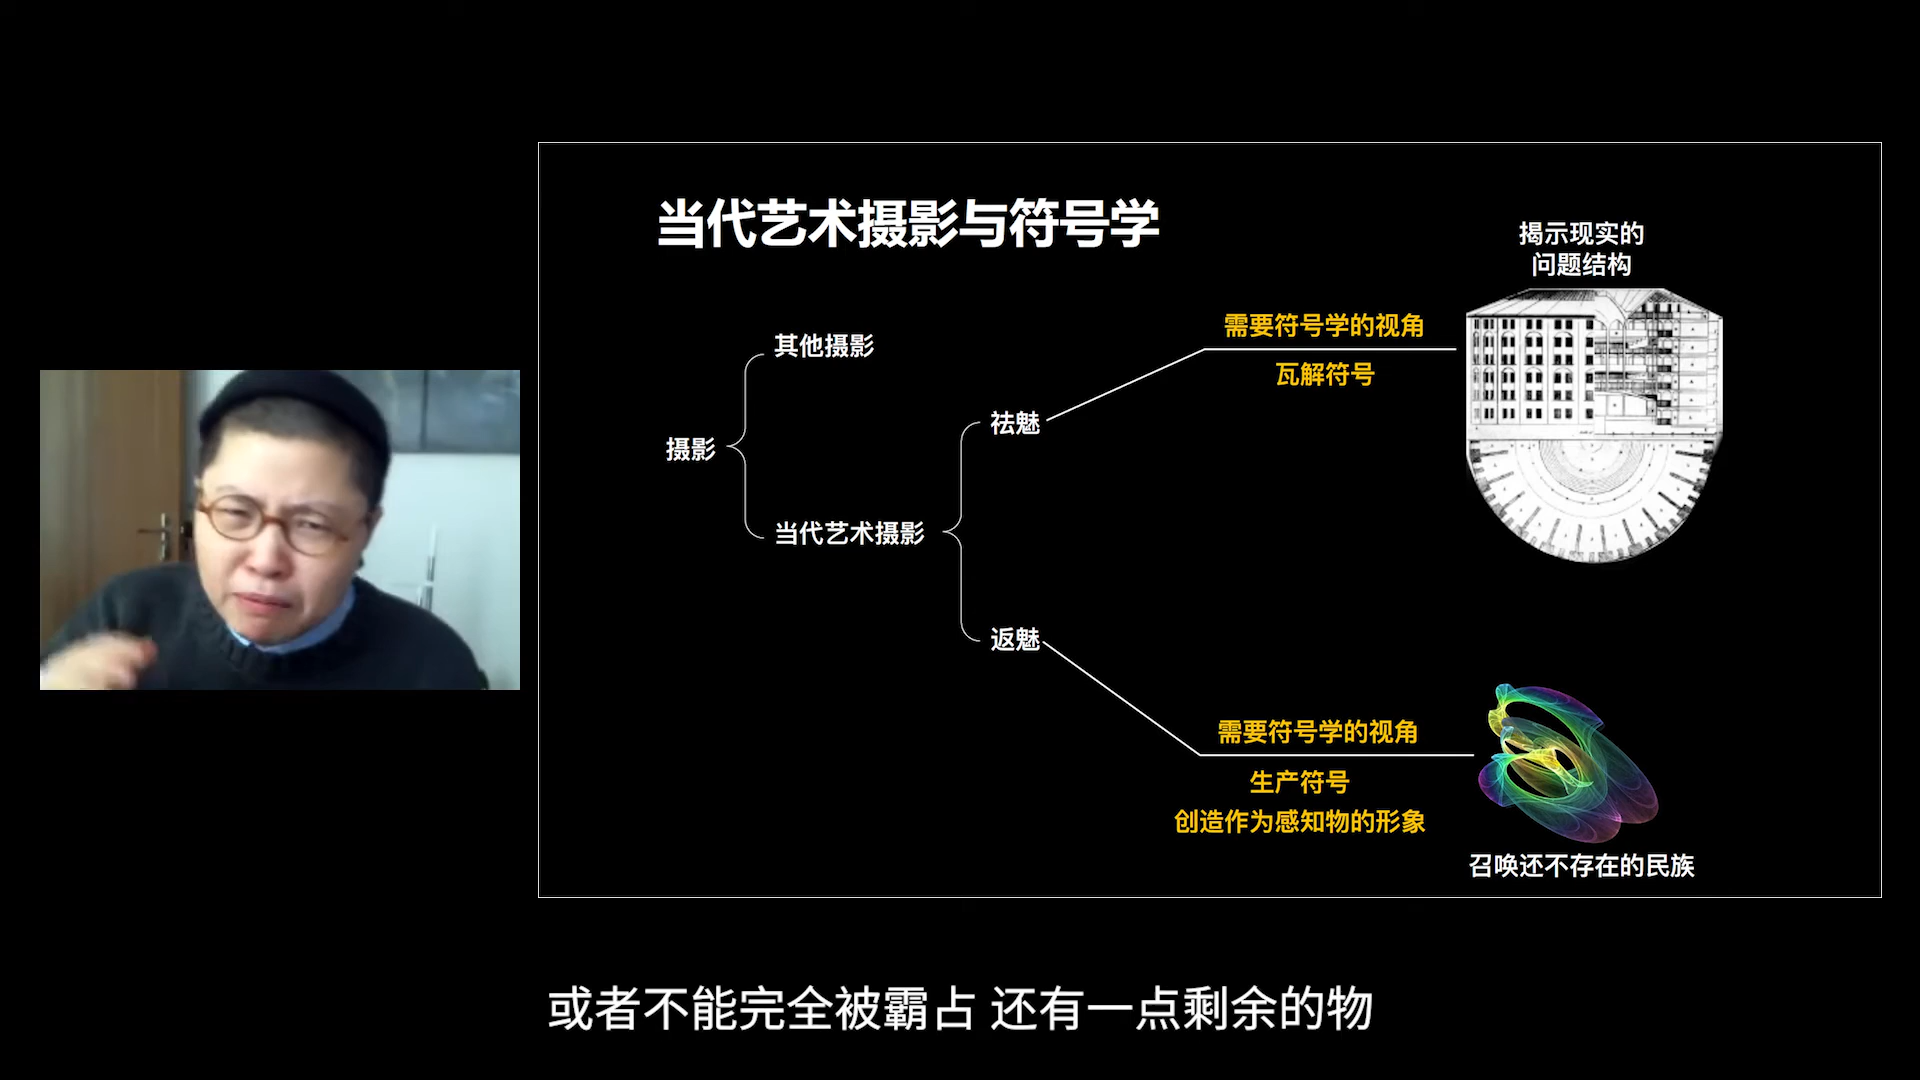 当代艺术摄影与符号学
揭示现实的
问题结构
其他摄影
需要符号学的视角
瓦解符号
祛魅
摄影
当代艺术摄影
返魅
需要符号学的视角
生产符号
创造作为感知物的形象
召唤还不存在的民族
或者不能完全被霸占 还有一点剩余的物